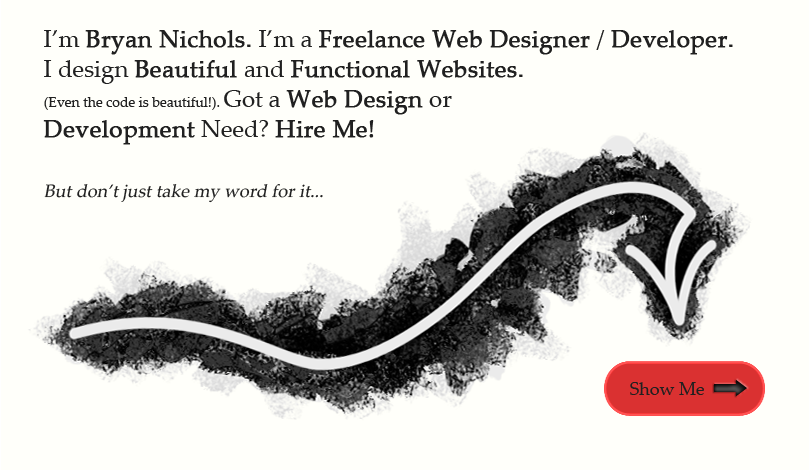 I'm Bryan Nichols. I'm a Freelance Web Designer / Developer.
I design Beautiful and Functional Websites.
(Even the code is beautiful!). Got a Web Design or
Development Need? Hire Me!
But don't just take my word for it...
Show Me